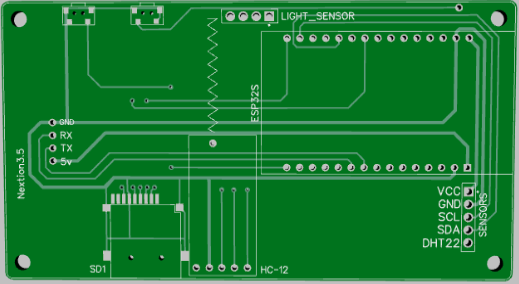 LIGHT_SENSOR
ESP32S
GND
RX
TX
5v
Nextion3.5
VCC
GND
SCL
SDA
DHT22
SENSORS
SD1
HC-12